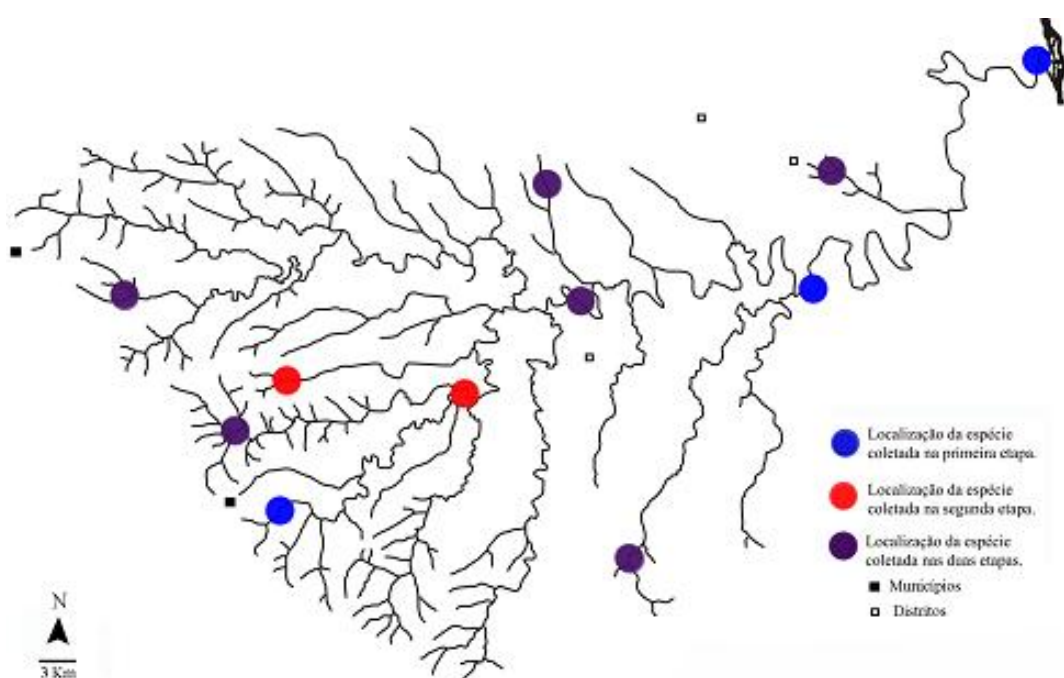 Localização da espécie
coletada na primeira etapa.
Localização da espécie
coletada na segunda etapa.
Localização da espécie
coletada nas duas etapas.
Municípios
Distritos
N
3 Km